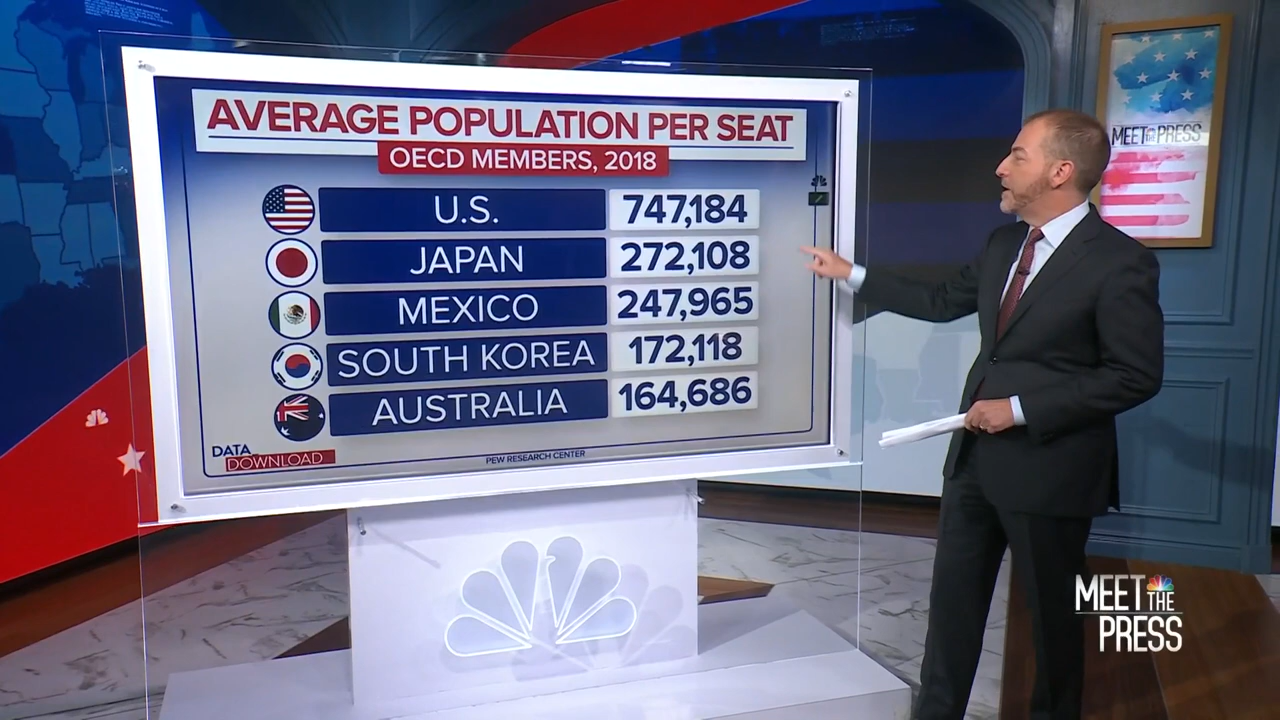 AVERAGE POPULATION PER SEAT
OECD MEMBERS, 2018
U.S. 747,184
JAPAN 272,108
MEXICO 247,965
SOUTH KOREA 172,118
AUSTRALIA 164,686
DATA
DOWNLOAD
PEW RESEARCH CENTER
MEET THE PRESS
MEET
THE
PRESS